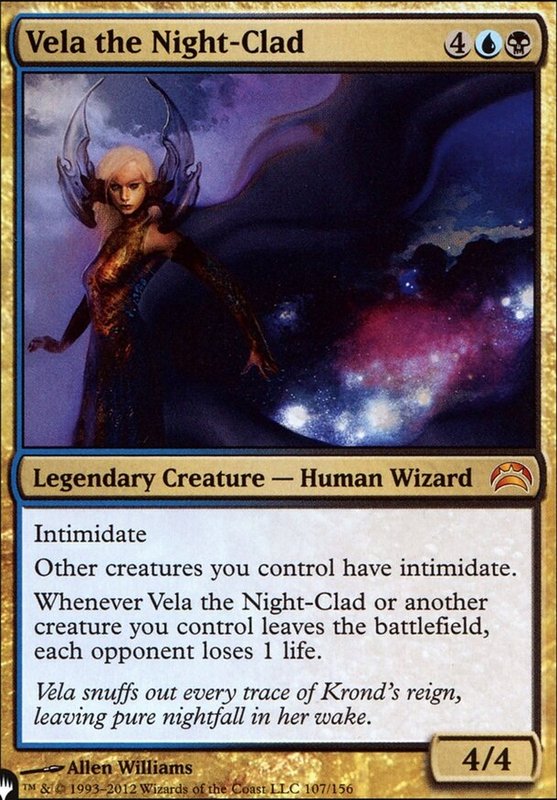 Vela the Night-Clad 4
Legendary Creature — Human Wizard
Intimidate
Other creatures you control have intimidate.
Whenever Vela the Night-Clad or another
creature you control leaves the battlefield,
each opponent loses 1 life.
Vela snuffs out every trace of Krond's reign,
leaving pure nightfall in her wake.
4/4
Allen Williams
™ & © 1993–2012 Wizards of the Coast LLC 107/156